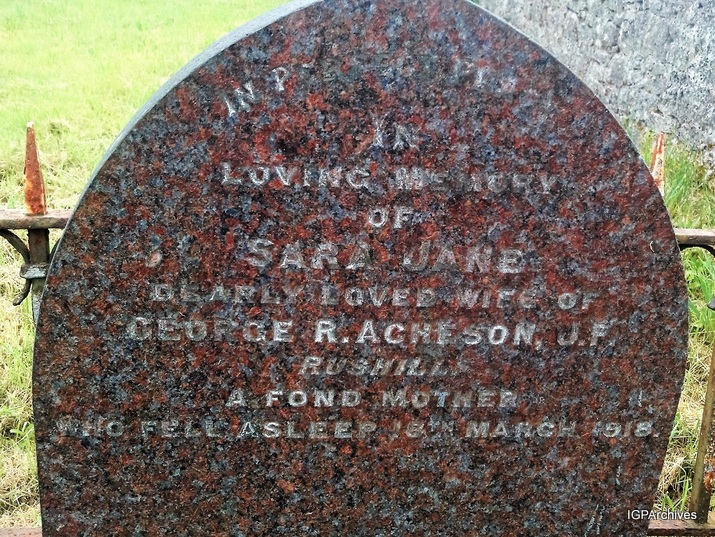 IN
IN
LOVING MEMORY
OF
SARA JANE
DEARLY LOVED WIFE OF
GEORGE R. ACHESON, J.P.
(RUSHILL)
A FOND MOTHER
WHO FELL ASLEEP 18TH MARCH 1918.
IGPArchives